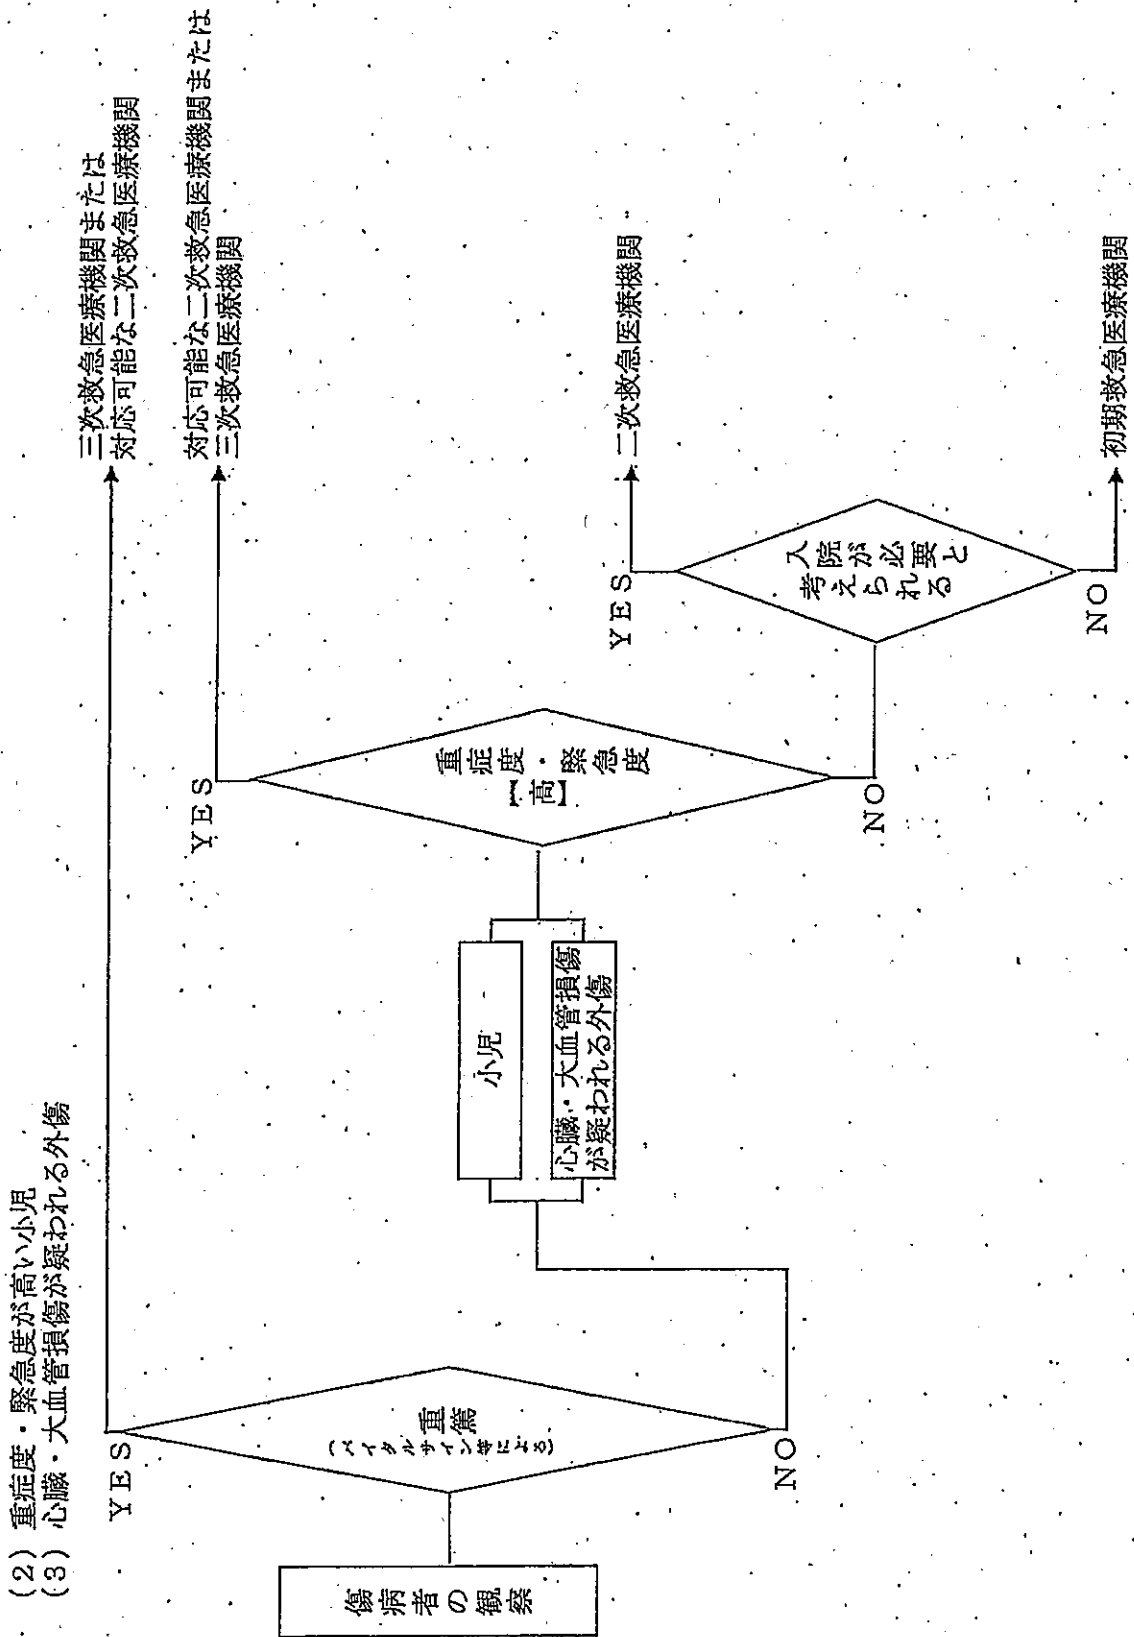 (2) 重症度・緊急度が高い小児
(3) 心臓・大血管損傷が疑われる外傷
傷病者の観察
重篤
(バイタルサイン等による)
YES
三次救急医療機関または
対応可能な二次救急医療機関
NO
小児
心臓・大血管損傷
が疑われる外傷
重症度・緊急度
【高】
YES
対応可能な二次救急医療機関または
三次救急医療機関
NO
入院が必要と
考えられる
YES
二次救急医療機関
NO
初期救急医療機関